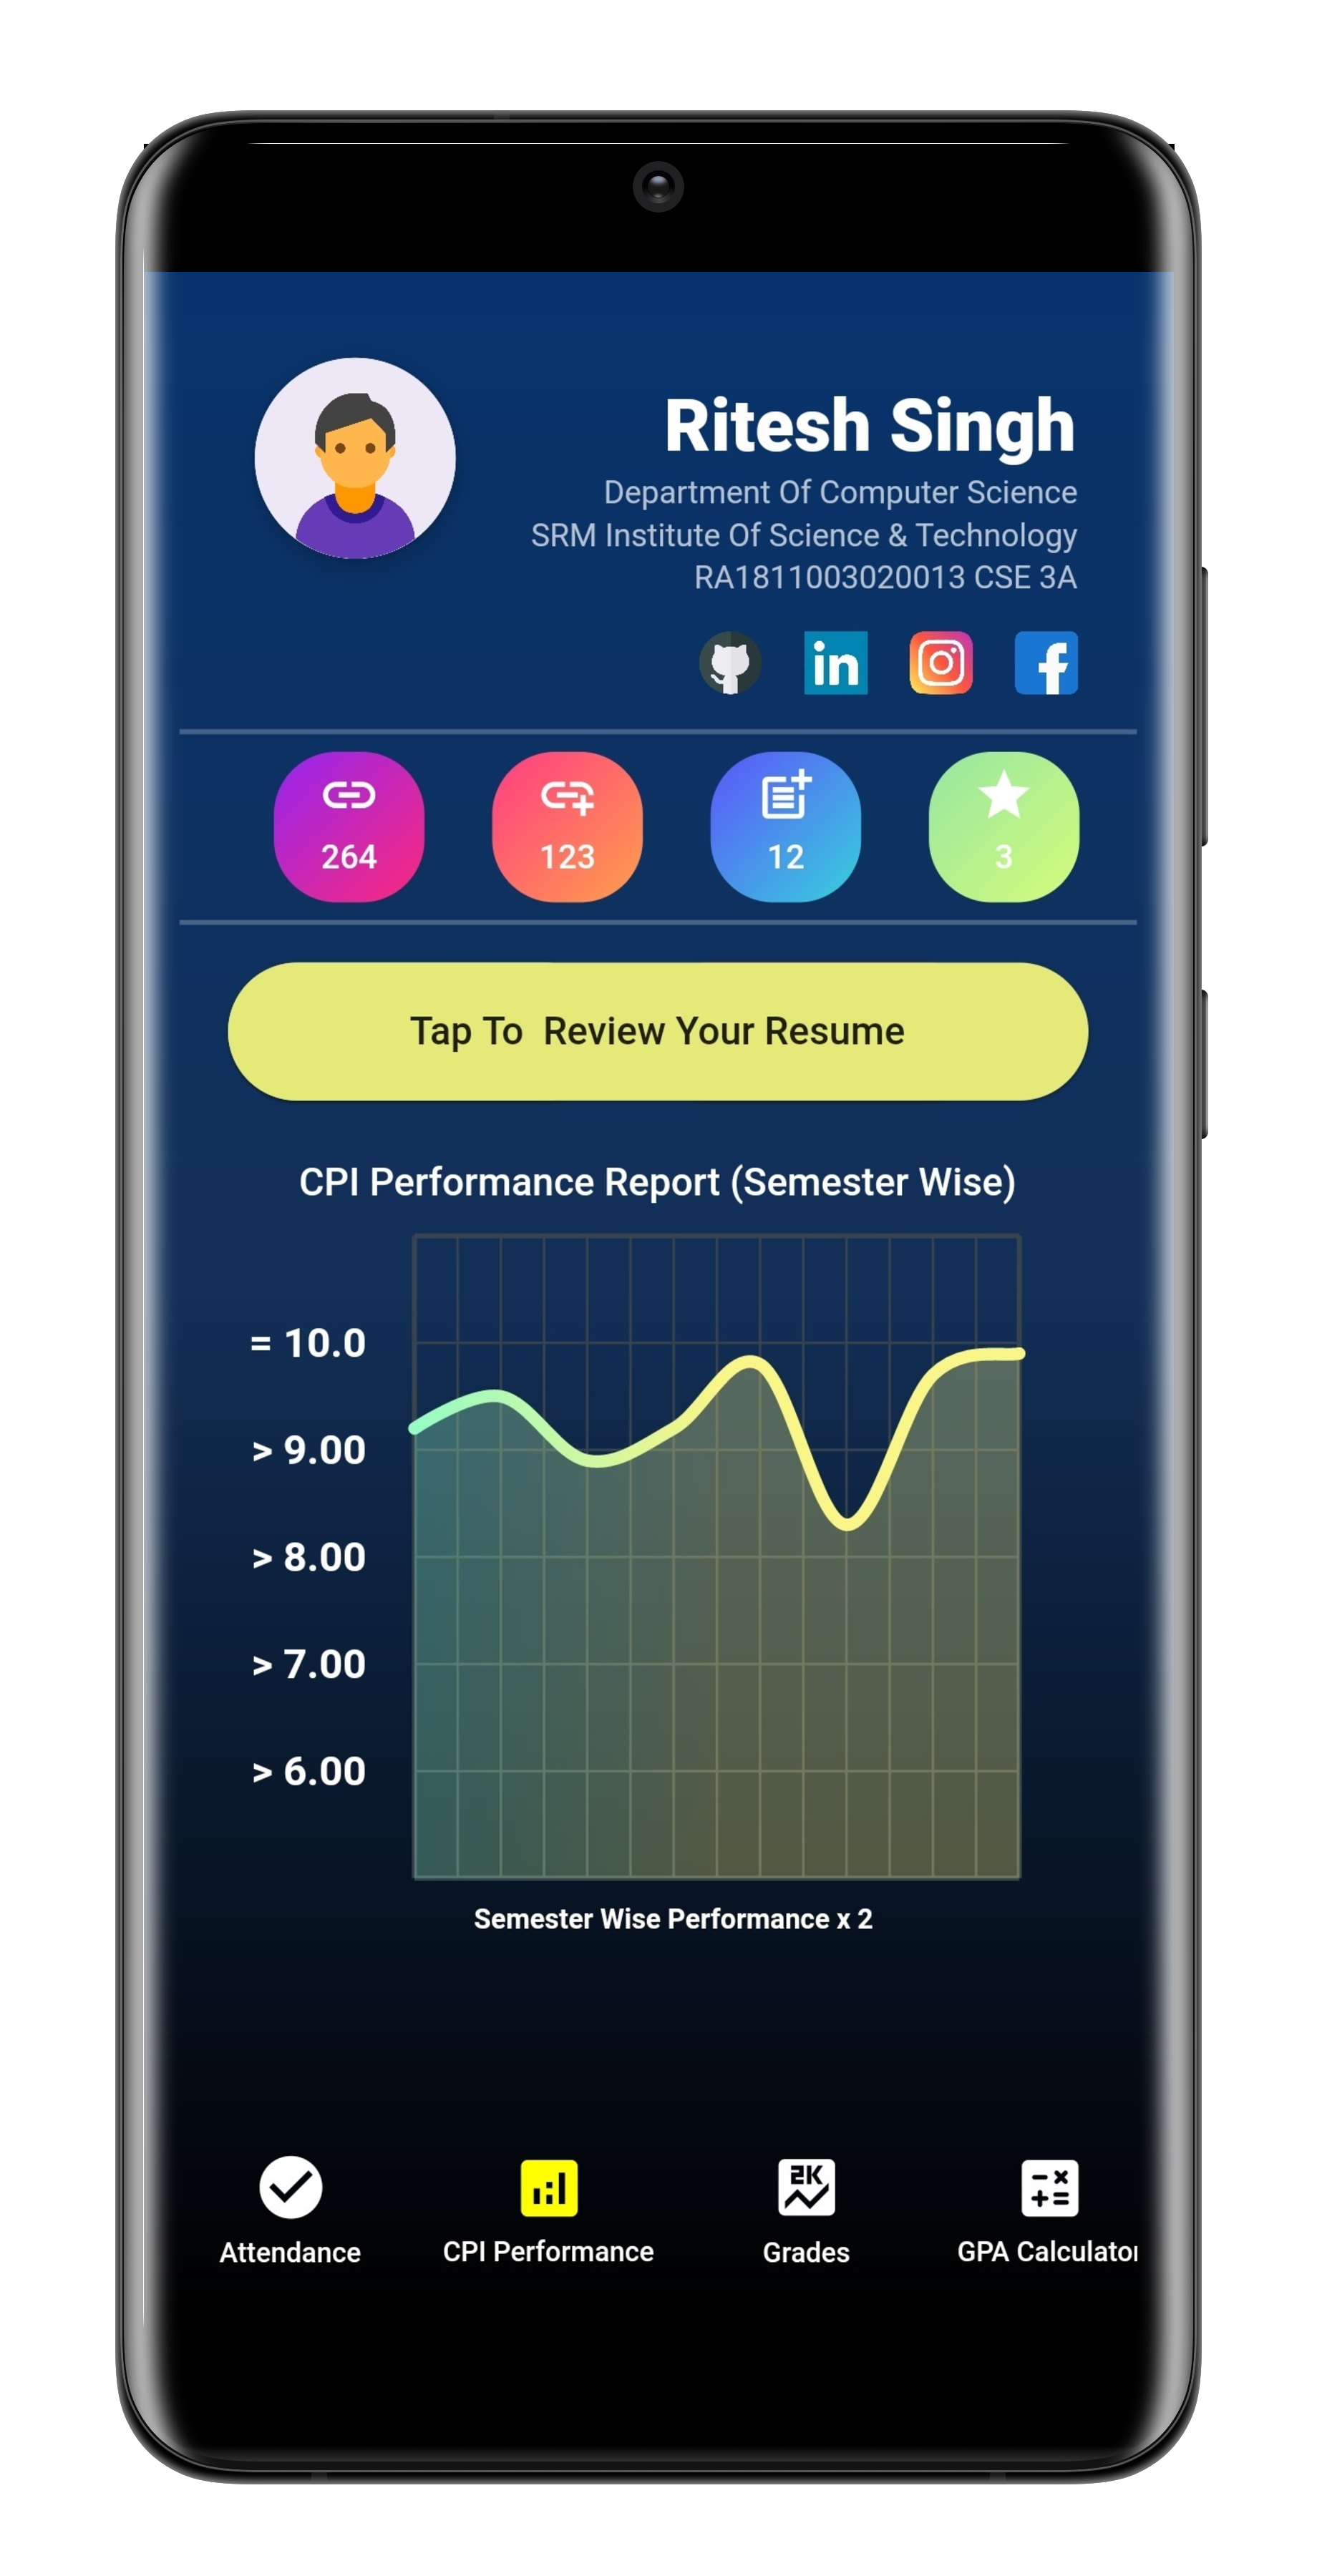 Ritesh Singh
Department Of Computer Science
SRM Institute Of Science & Technology
RA1811003020013 CSE 3A
in
264
123
12
3
Tap To  Review Your Resume
CPI Performance Report (Semester Wise)
= 10.0
> 9.00
> 8.00
> 7.00
> 6.00
Semester Wise Performance x 2
2K
Attendance
CPI Performance
Grades
GPA Calculator